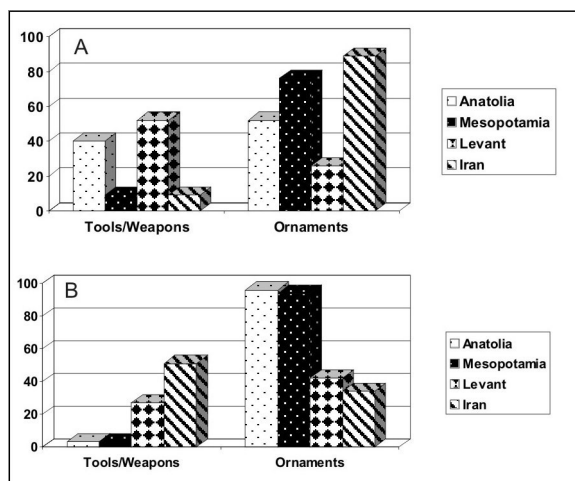 A
100
80
60
40
20
0
Tools/Weapons Ornaments
Anatolia
Mesopotamia
Levant
Iran
B
100
80
60
40
20
0
Tools/Weapons Ornaments
Anatolia
Mesopotamia
Levant
Iran